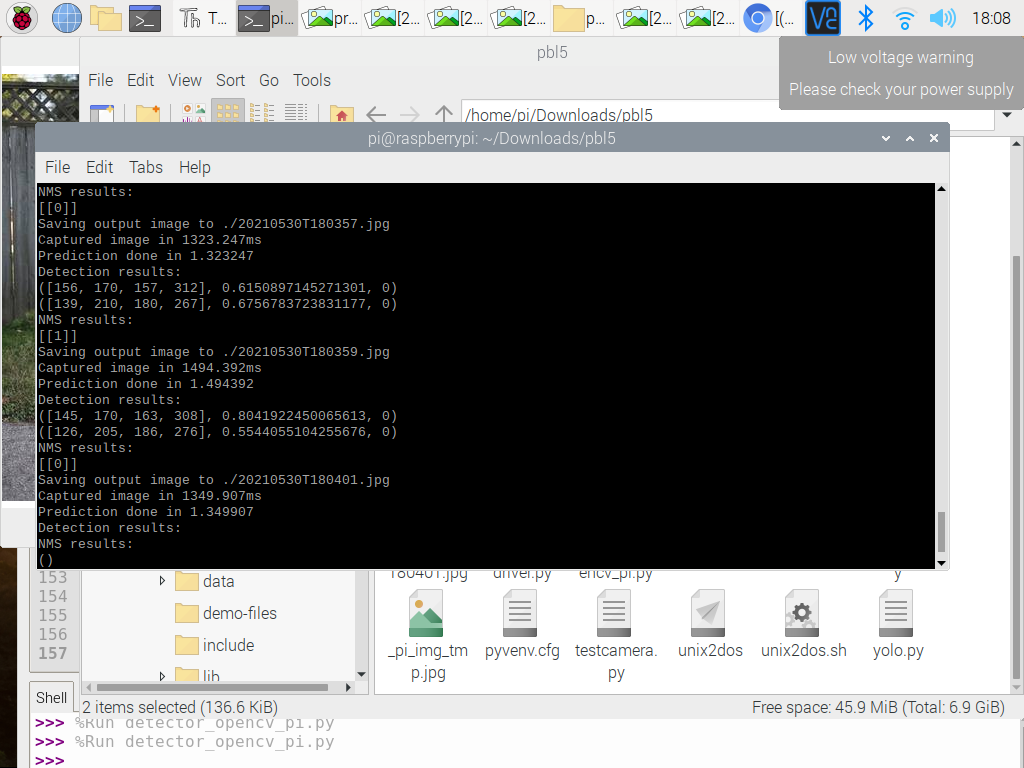 T...
pi...
pr...
[2...
[2...
[2...
p...
[2...
[2...
[(...
18:08
pbl5
Low voltage warning
Please check your power supply
File Edit View Sort Go Tools
/home/pi/Downloads/pbl5
pi@raspberrypi: ~/Downloads/pbl5
File Edit Tabs Help
NMS results:
[[0]]
Saving output image to ./20210530T180357.jpg
Captured image in 1323.247ms
Prediction done in 1.323247
Detection results:
([156, 170, 157, 312], 0.6150897145271301, 0)
([139, 210, 180, 267], 0.6756783723831177, 0)
NMS results:
[[1]]
Saving output image to ./20210530T180359.jpg
Captured image in 1494.392ms
Prediction done in 1.494392
Detection results:
([145, 170, 163, 308], 0.8041922450065613, 0)
([126, 205, 186, 276], 0.5544055104255676, 0)
NMS results:
[[0]]
Saving output image to ./20210530T180401.jpg
Captured image in 1349.907ms
Prediction done in 1.349907
Detection results:
NMS results:
()
153
154
155
156
157
data
demo-files
include
lib
180401.jpg
driver.py
encv_pi.py
y
_pi_img_tm
p.jpg
pyvenv.cfg
testcamera.
py
unix2dos
unix2dos.sh
yolo.py
Shell
2 items selected (136.6 KiB)
Free space: 45.9 MiB (Total: 6.9 GiB)
>>> %Run detector_opencv_pi.py
>>> %Run detector_opencv_pi.py
>>>